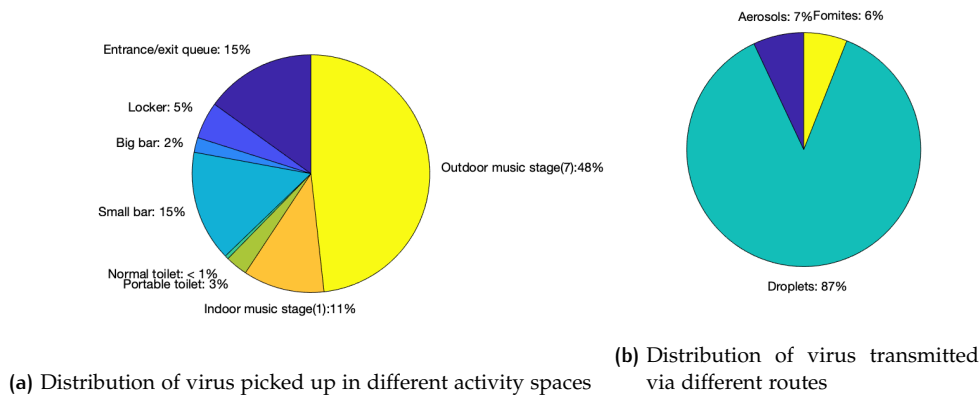 Entrance/exit queue: 15%
Locker: 5%
Big bar: 2%
Small bar: 15%
Normal toilet: < 1%
Portable toilet: 3%
Indoor music stage(1):11%
Outdoor music stage(7):48%
(a) Distribution of virus picked up in different activity spaces
Aerosols: 7%
Fomites: 6%
Droplets: 87%
(b) Distribution of virus transmitted
via different routes